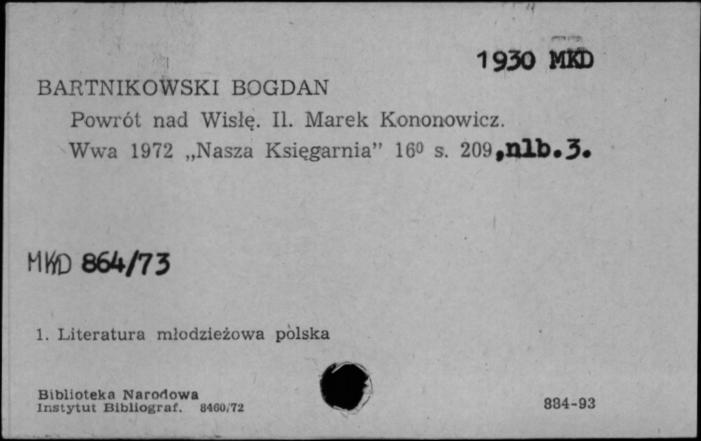 1930 MKD
BARTNIKOWSKI BOGDAN
Powrót nad Wisłę. Il. Marek Kononowicz.
Wwa 1972 „Nasza Księgarnia” 16⁰ s. 209,nlb.3.
MKD 864/73
1. Literatura młodzieżowa polska
Biblioteka Narodowa
Instytut Bibliograf. 8460/72
884-93